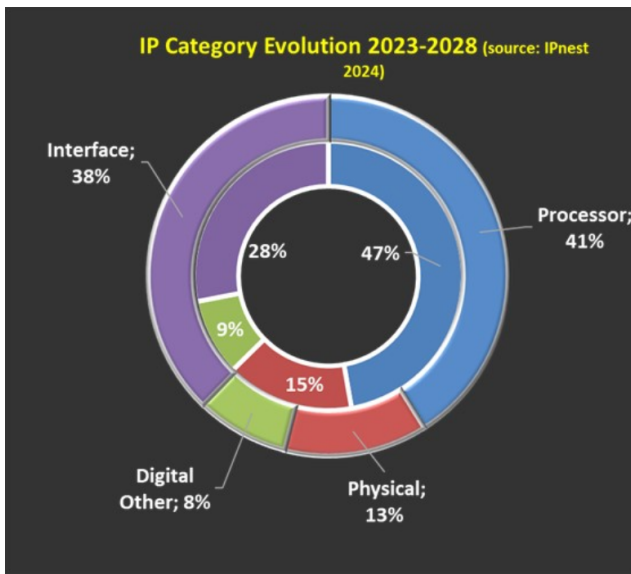 IP Category Evolution 2023-2028 (source: IPnest
2024)
Interface;
38%
Processor;
41%
28%
47%
9%
15%
Digital
Other; 8%
Physical;
13%